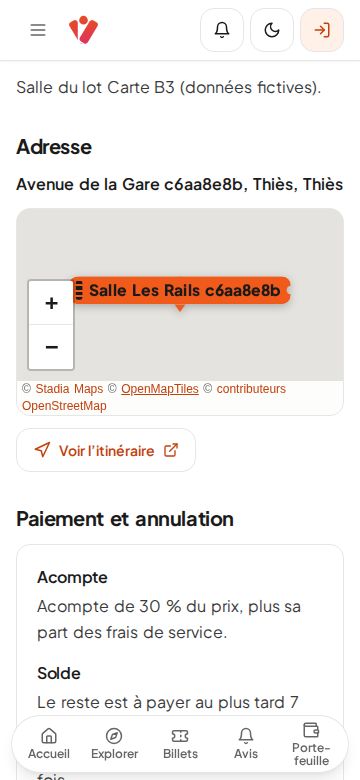 Salle du lot Carte B3 (données fictives).
Adresse
Avenue de la Gare c6aa8e8b, Thiès, Thiès
Salle Les Rails c6aa8e8b
+
−
© Stadia Maps © OpenMapTiles © contributeurs
OpenStreetMap
Voir l’itinéraire
Paiement et annulation
Acompte
Acompte de 30 % du prix, plus sa
part des frais de service.
Solde
Le reste est à payer au plus tard 7
fois
Accueil
Explorer
Billets
Avis
Porte-
feuille